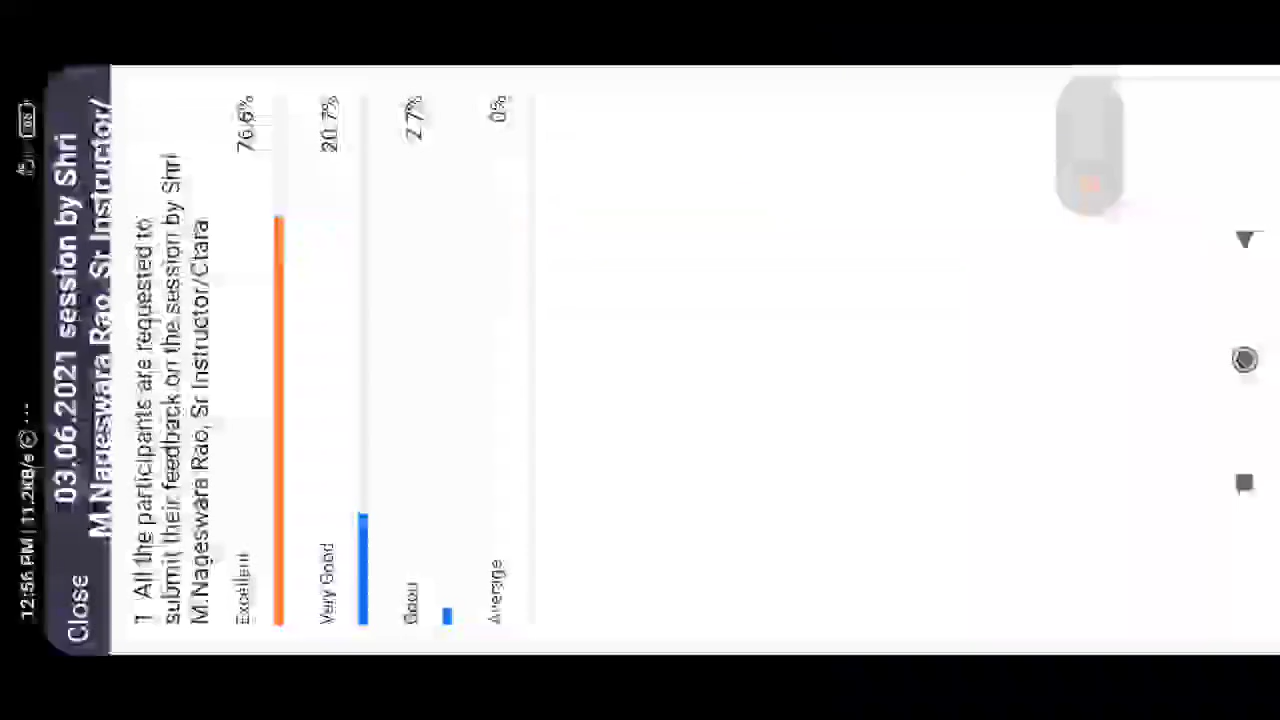 12:56 PM | 11.2KB/s
Close
03.06.2021 session by Shri
M.Nageswara Rao, Sr Instructor/
1 All the participants are requested to
submit their feedback on the session by Shri
M.Nageswara Rao, Sr Instructor/Ctara
Excellent 76.6%
Very Good 20.7%
Good 2.7%
Average 0%